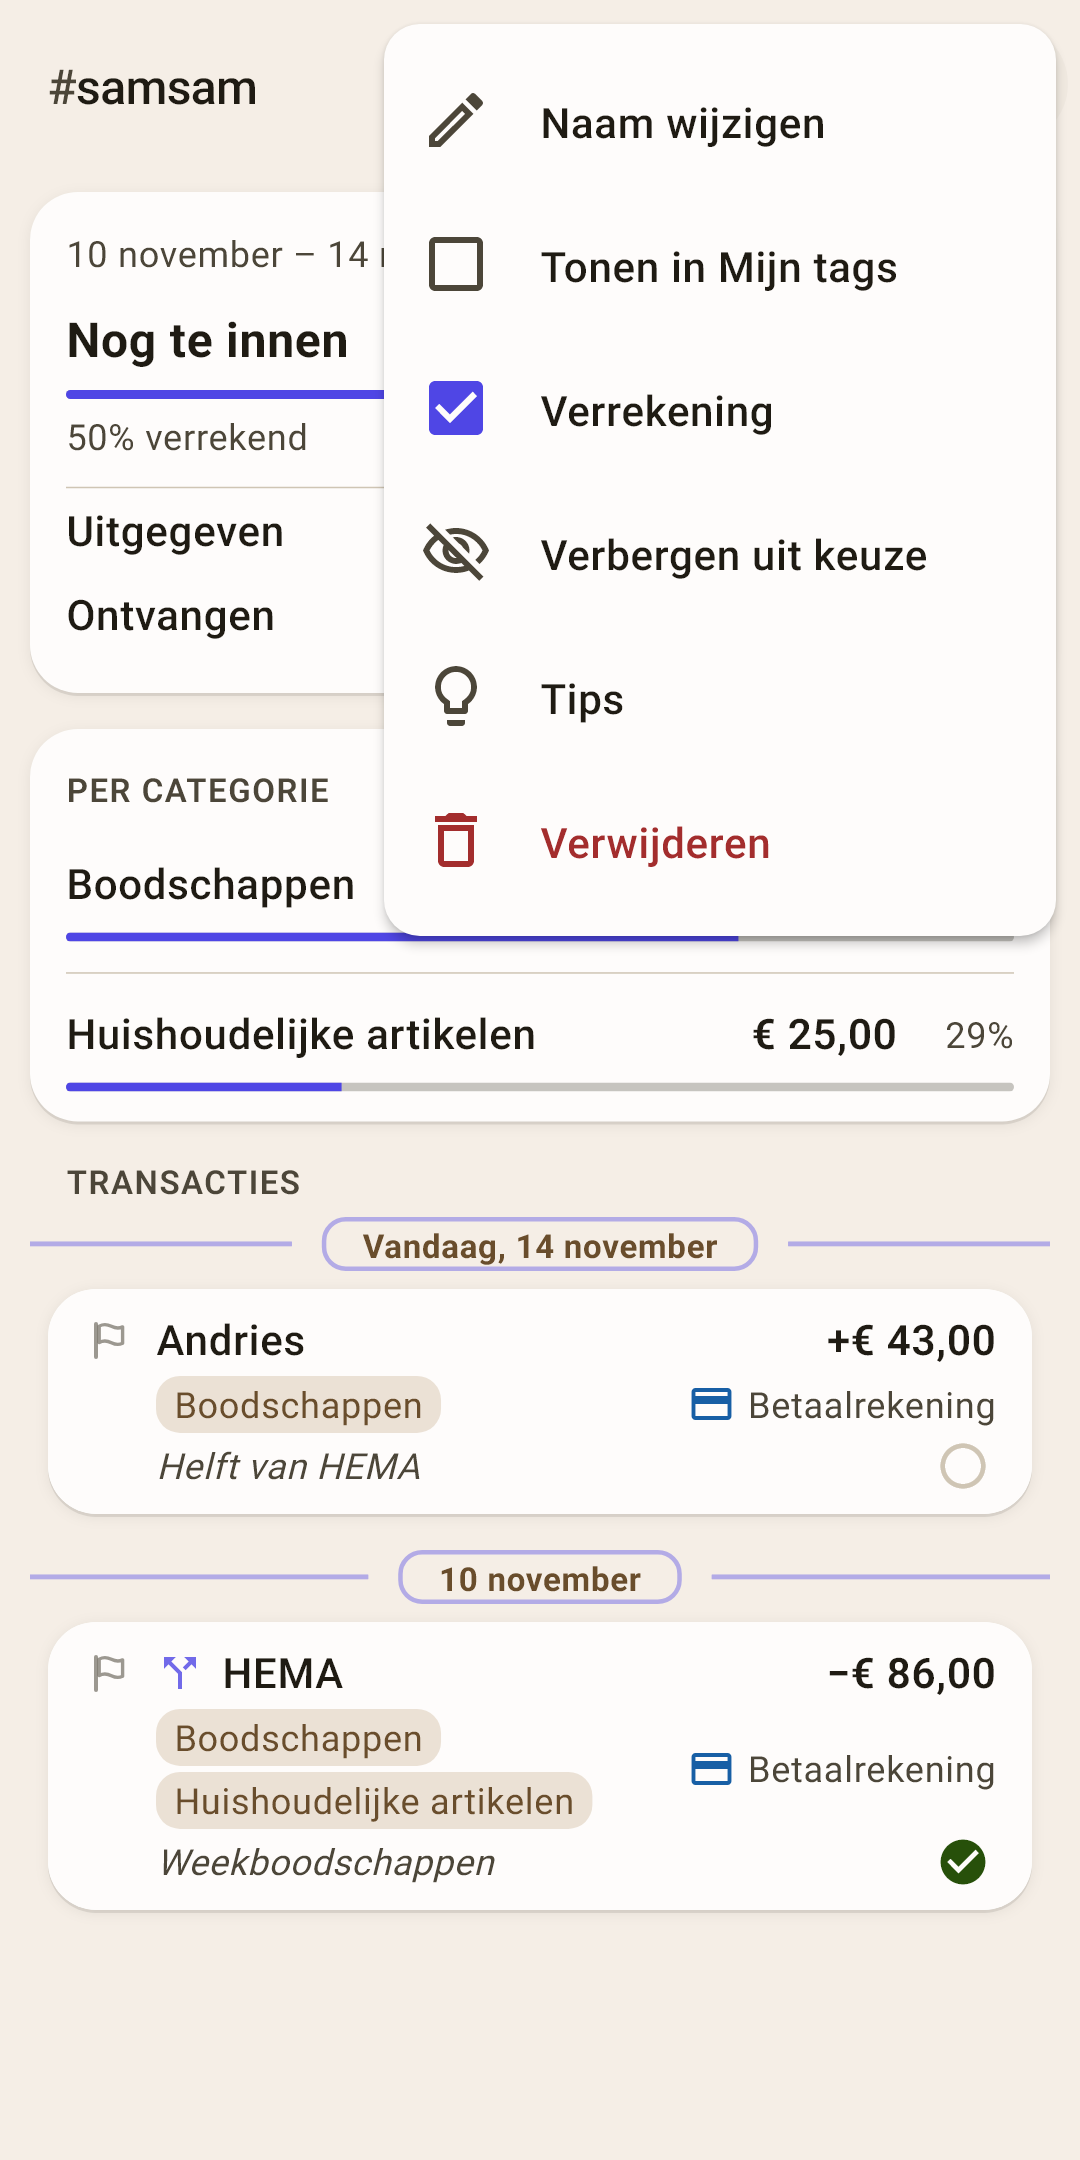 #samsam
Naam wijzigen
Tonen in Mijn tags
Verrekening
Verbergen uit keuze
Tips
Verwijderen
10 november – 14
Nog te innen
50% verrekend
Uitgegeven
Ontvangen
PER CATEGORIE
Boodschappen
Huishoudelijke artikelen € 25,00 29%
TRANSACTIES
Vandaag, 14 november
Andries +€ 43,00
Boodschappen Betaalrekening
Helft van HEMA
10 november
HEMA −€ 86,00
Boodschappen
Betaalrekening
Huishoudelijke artikelen
Weekboodschappen